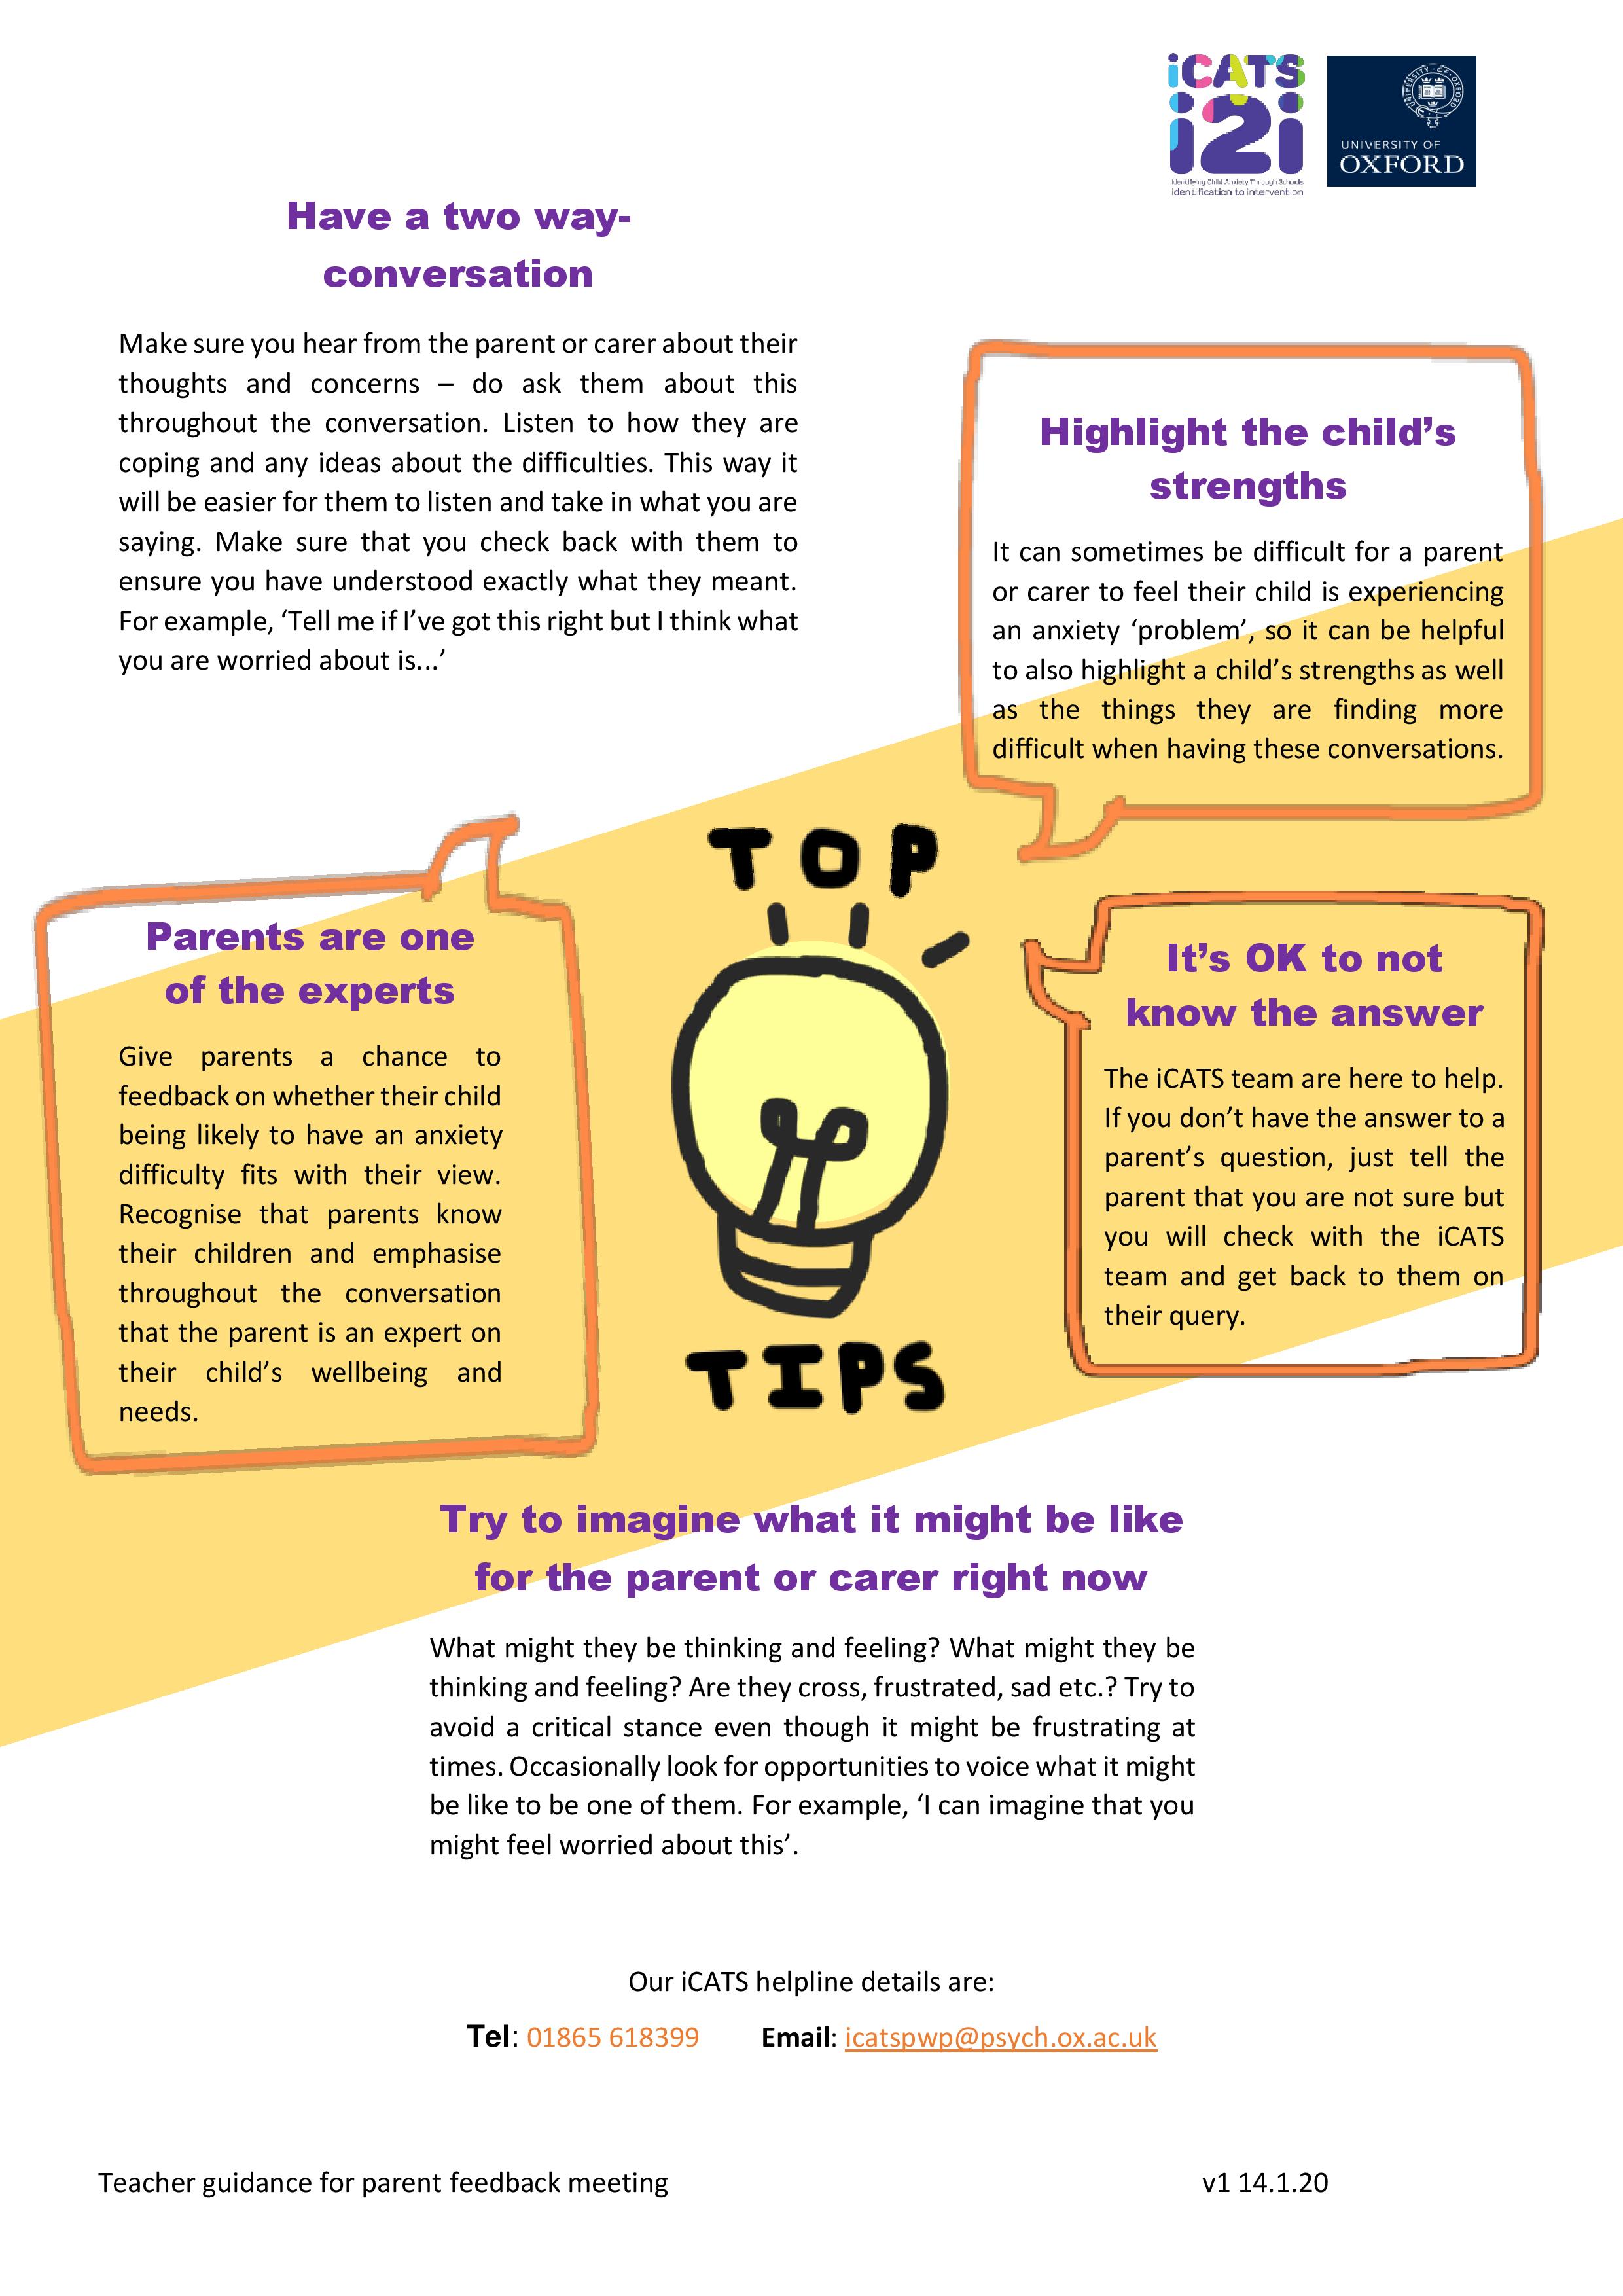 iCATS
i2i
Identifying Child Anxiety Through Schools
identification to intervention
UNIVERSITY OF
OXFORD
Have a two way-
conversation
Make sure you hear from the parent or carer about their
thoughts and concerns – do ask them about this
throughout the conversation. Listen to how they are
coping and any ideas about the difficulties. This way it
will be easier for them to listen and take in what you are
saying. Make sure that you check back with them to
ensure you have understood exactly what they meant.
For example, ‘Tell me if I’ve got this right but I think what
you are worried about is...’
Highlight the child’s
strengths
It can sometimes be difficult for a parent
or carer to feel their child is experiencing
an anxiety ‘problem’, so it can be helpful
to also highlight a child’s strengths as well
as the things they are finding more
difficult when having these conversations.
Parents are one
of the experts
Give parents a chance to
feedback on whether their child
being likely to have an anxiety
difficulty fits with their view.
Recognise that parents know
their children and emphasise
throughout the conversation
that the parent is an expert on
their child’s wellbeing and
needs.
TOP
TIPS
It’s OK to not
know the answer
The iCATS team are here to help.
If you don’t have the answer to a
parent’s question, just tell the
parent that you are not sure but
you will check with the iCATS
team and get back to them on
their query.
Try to imagine what it might be like
for the parent or carer right now
What might they be thinking and feeling? What might they be
thinking and feeling? Are they cross, frustrated, sad etc.? Try to
avoid a critical stance even though it might be frustrating at
times. Occasionally look for opportunities to voice what it might
be like to be one of them. For example, ‘I can imagine that you
might feel worried about this’.
Our iCATS helpline details are:
Tel: 01865 618399 Email: icatspwp@psych.ox.ac.uk
Teacher guidance for parent feedback meeting v1 14.1.20